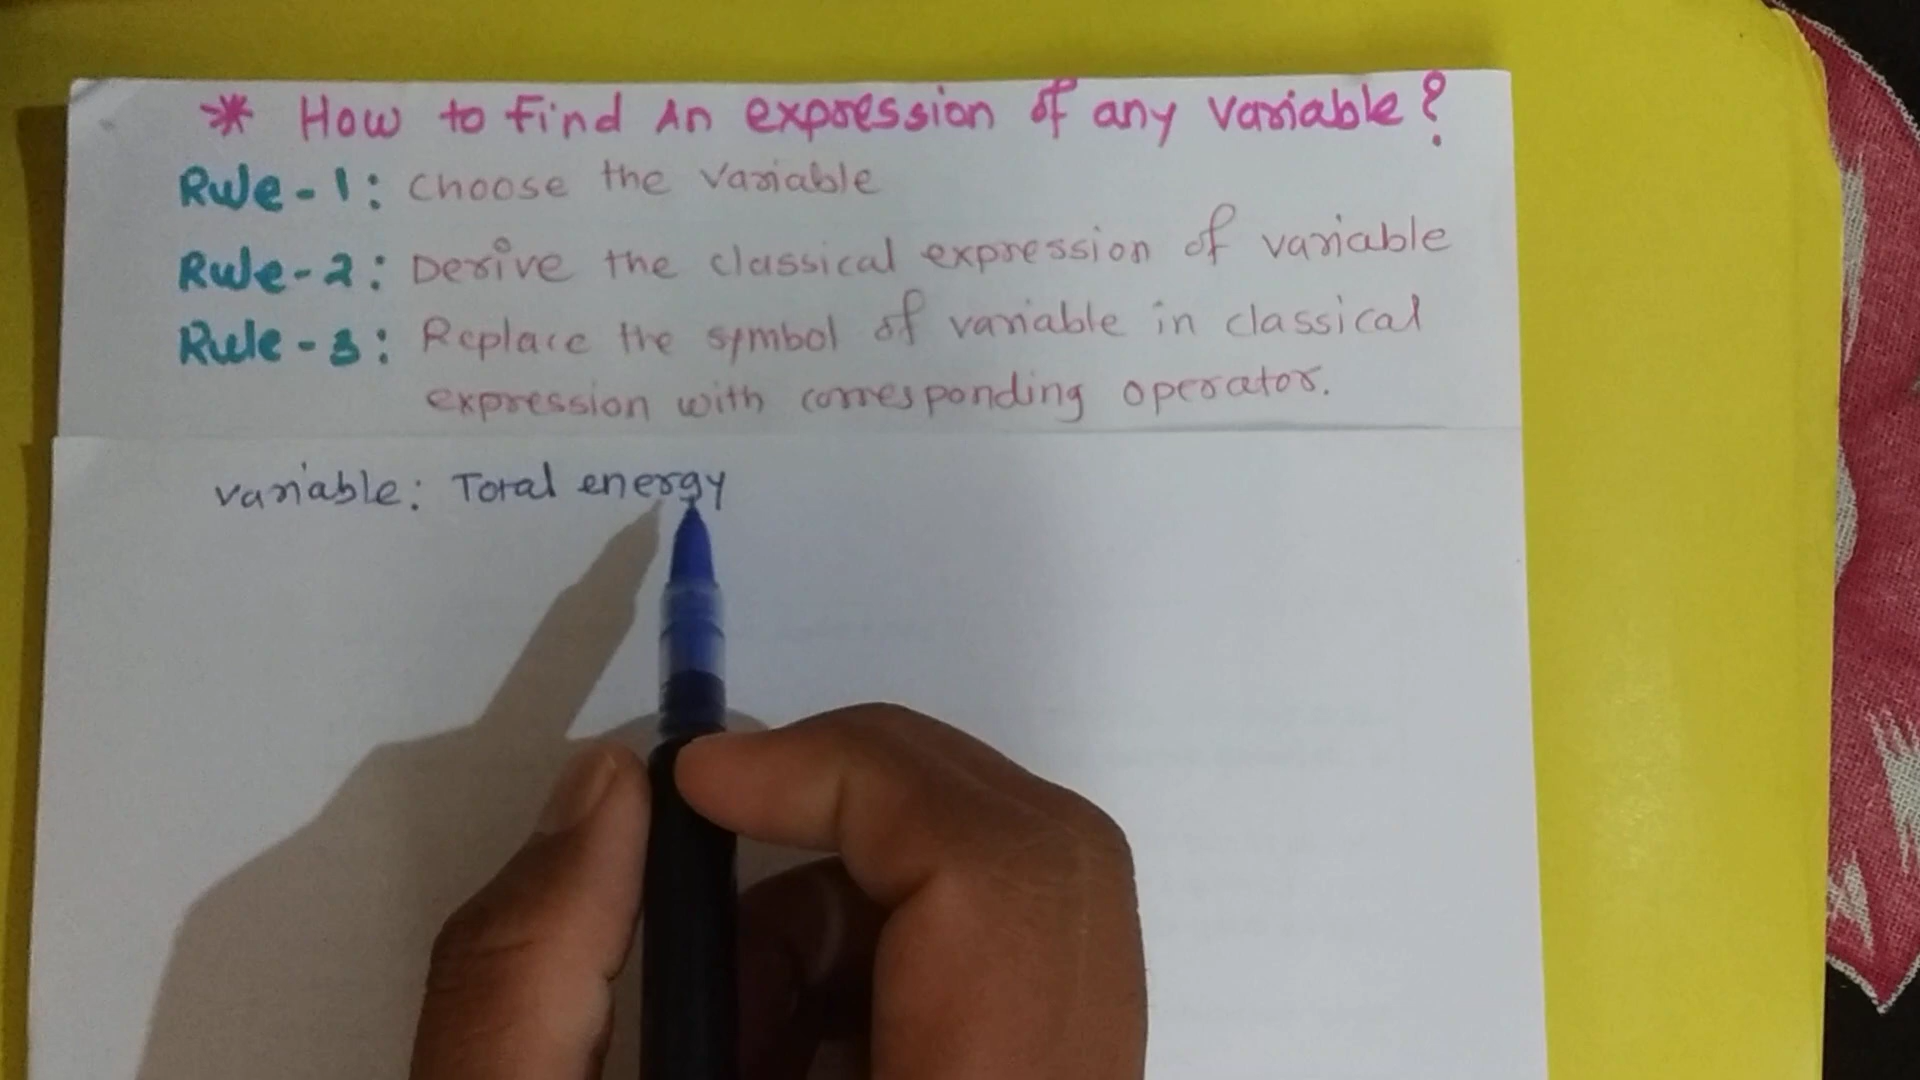 * How to find An expression of any variable?
Rule-1: Choose the variable
Rule-2: Derive the classical expression of variable
Rule-3: Replace the symbol of variable in classical
expression with corresponding operator.
variable: Total energy